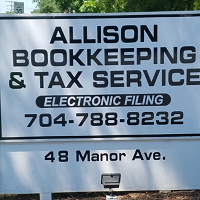 ALLISON
BOOKKEEPING
& TAX SERVICE
ELECTRONIC FILING
704-788-8232
48 Manor Ave.